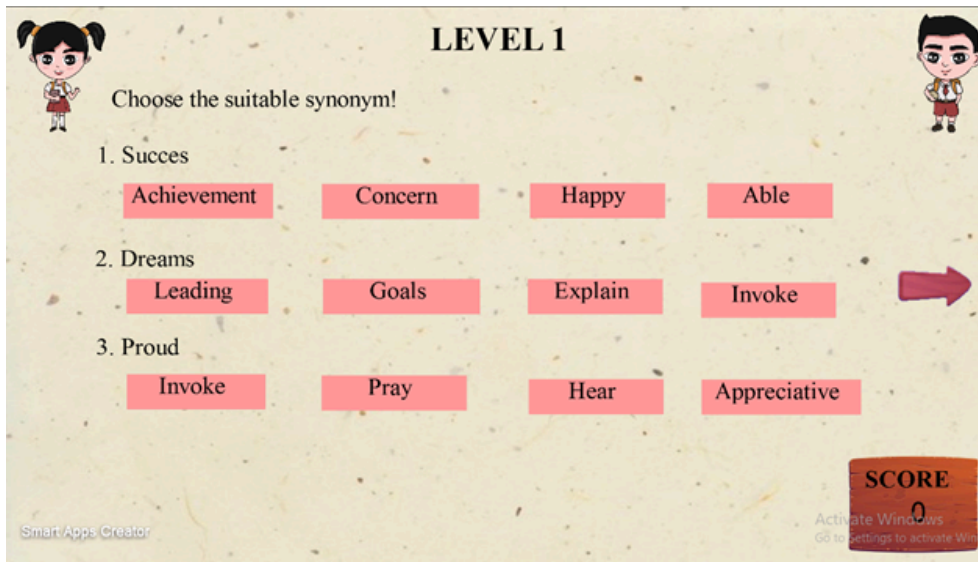 LEVEL 1
Choose the suitable synonym!
1. Succes
Achievement Concern Happy Able
2. Dreams
Leading Goals Explain Invoke
3. Proud
Invoke Pray Hear Appreciative
SCORE
0
Smart Apps Creator
Activate Windows
Go to Settings to activate Win